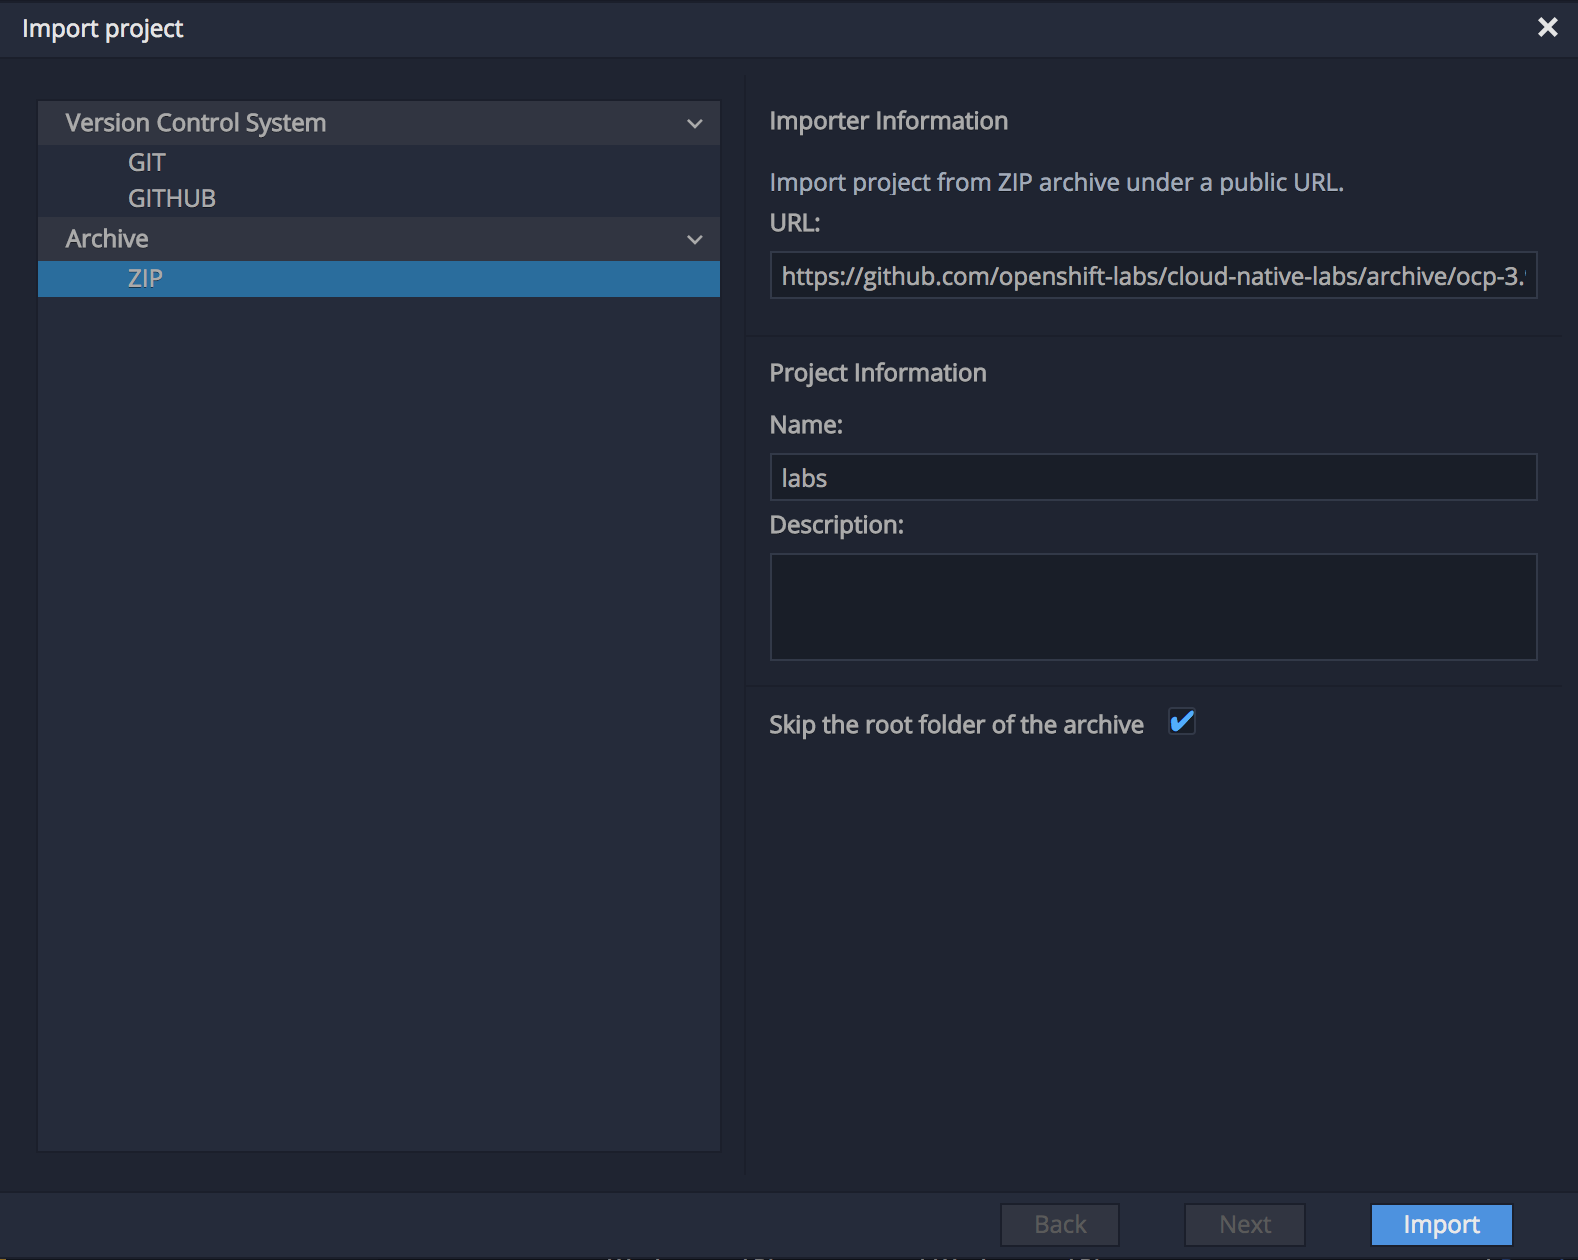 Import project
Version Control System
GIT
GITHUB
Archive
ZIP
Importer Information
Import project from ZIP archive under a public URL.
URL:
https://github.com/openshift-labs/cloud-native-labs/archive/ocp-3.
Project Information
Name:
labs
Description:
Skip the root folder of the archive
Back
Next
Import